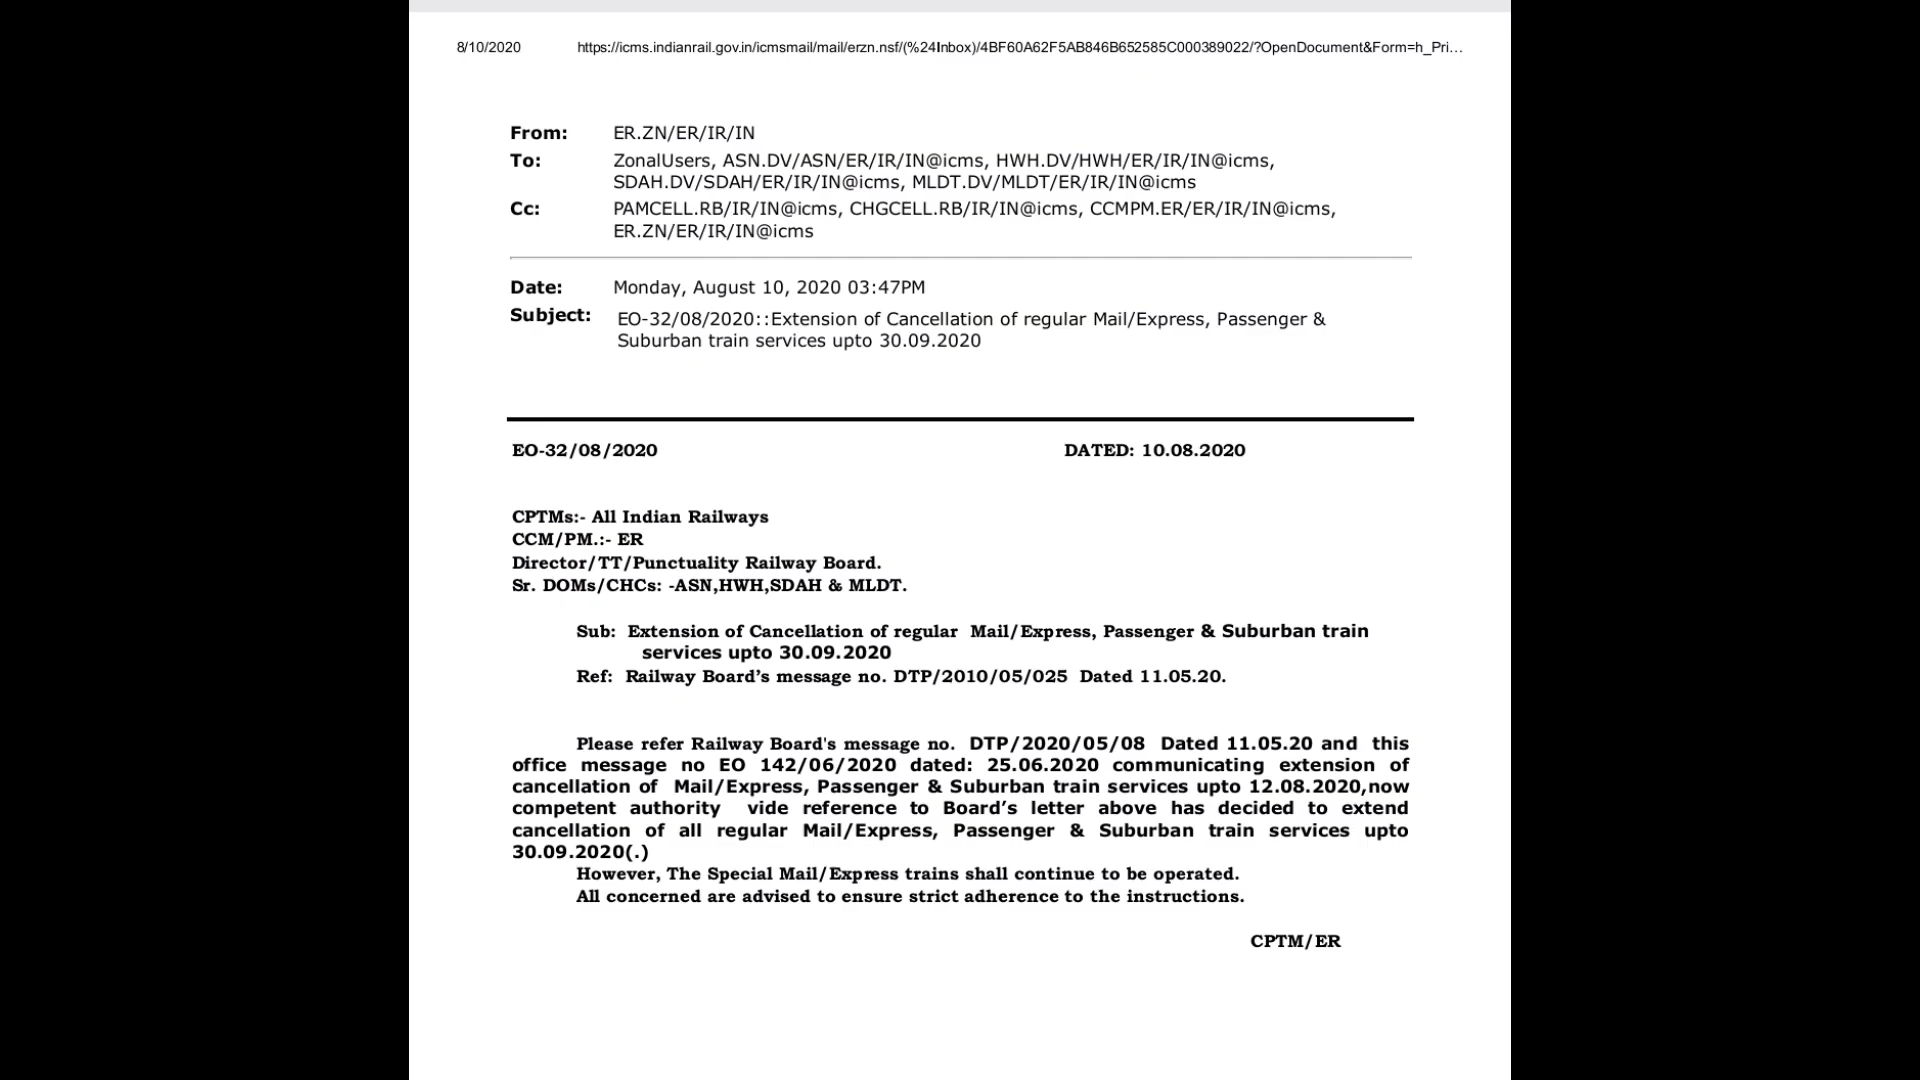 8/10/2020 https://icms.indianrail.gov.in/icmsmail/mail/erzn.nsf/(%24Inbox)/4BF60A62F5AB846B652585C000389022/?OpenDocument&Form=h_Pri…
From: ER.ZN/ER/IR/IN
To: ZonalUsers, ASN.DV/ASN/ER/IR/IN@icms, HWH.DV/HWH/ER/IR/IN@icms,
SDAH.DV/SDAH/ER/IR/IN@icms, MLDT.DV/MLDT/ER/IR/IN@icms
Cc: PAMCELL.RB/IR/IN@icms, CHGCELL.RB/IR/IN@icms, CCMPM.ER/ER/IR/IN@icms,
ER.ZN/ER/IR/IN@icms
Date: Monday, August 10, 2020 03:47PM
Subject: EO-32/08/2020::Extension of Cancellation of regular Mail/Express, Passenger &
Suburban train services upto 30.09.2020
EO-32/08/2020 DATED: 10.08.2020
CPTMs:- All Indian Railways
CCM/PM.:- ER
Director/TT/Punctuality Railway Board.
Sr. DOMs/CHCs: -ASN,HWH,SDAH & MLDT.
Sub: Extension of Cancellation of regular Mail/Express, Passenger & Suburban train
services upto 30.09.2020
Ref: Railway Board’s message no. DTP/2010/05/025 Dated 11.05.20.
Please refer Railway Board's message no. DTP/2020/05/08 Dated 11.05.20 and this
office message no EO 142/06/2020 dated: 25.06.2020 communicating extension of
cancellation of Mail/Express, Passenger & Suburban train services upto 12.08.2020,now
competent authority vide reference to Board’s letter above has decided to extend
cancellation of all regular Mail/Express, Passenger & Suburban train services upto
30.09.2020(.)
However, The Special Mail/Express trains shall continue to be operated.
All concerned are advised to ensure strict adherence to the instructions.
CPTM/ER